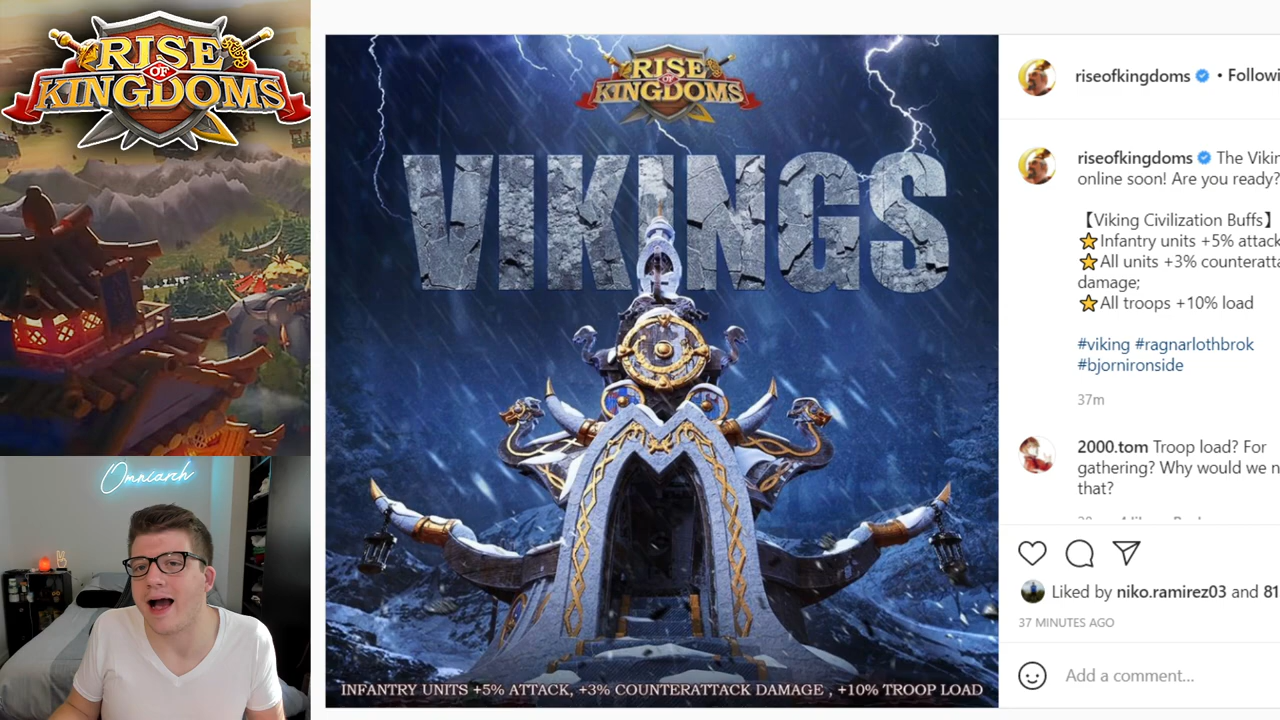 RISE
OF
KINGDOMS
Omniarch
RISE
OF
KINGDOMS
VIKINGS
INFANTRY UNITS +5% ATTACK, +3% COUNTERATTACK DAMAGE , +10% TROOP LOAD
riseofkingdoms • Followi
riseofkingdoms The Vikin
online soon! Are you ready?
【Viking Civilization Buffs】
⭐Infantry units +5% attack
⭐All units +3% counteratta
damage;
⭐All troops +10% load
#viking #ragnarlothbrok
#bjornironside
37m
2000.tom Troop load? For
gathering? Why would we n
that?
Liked by niko.ramirez03 and 81
37 MINUTES AGO
Add a comment...